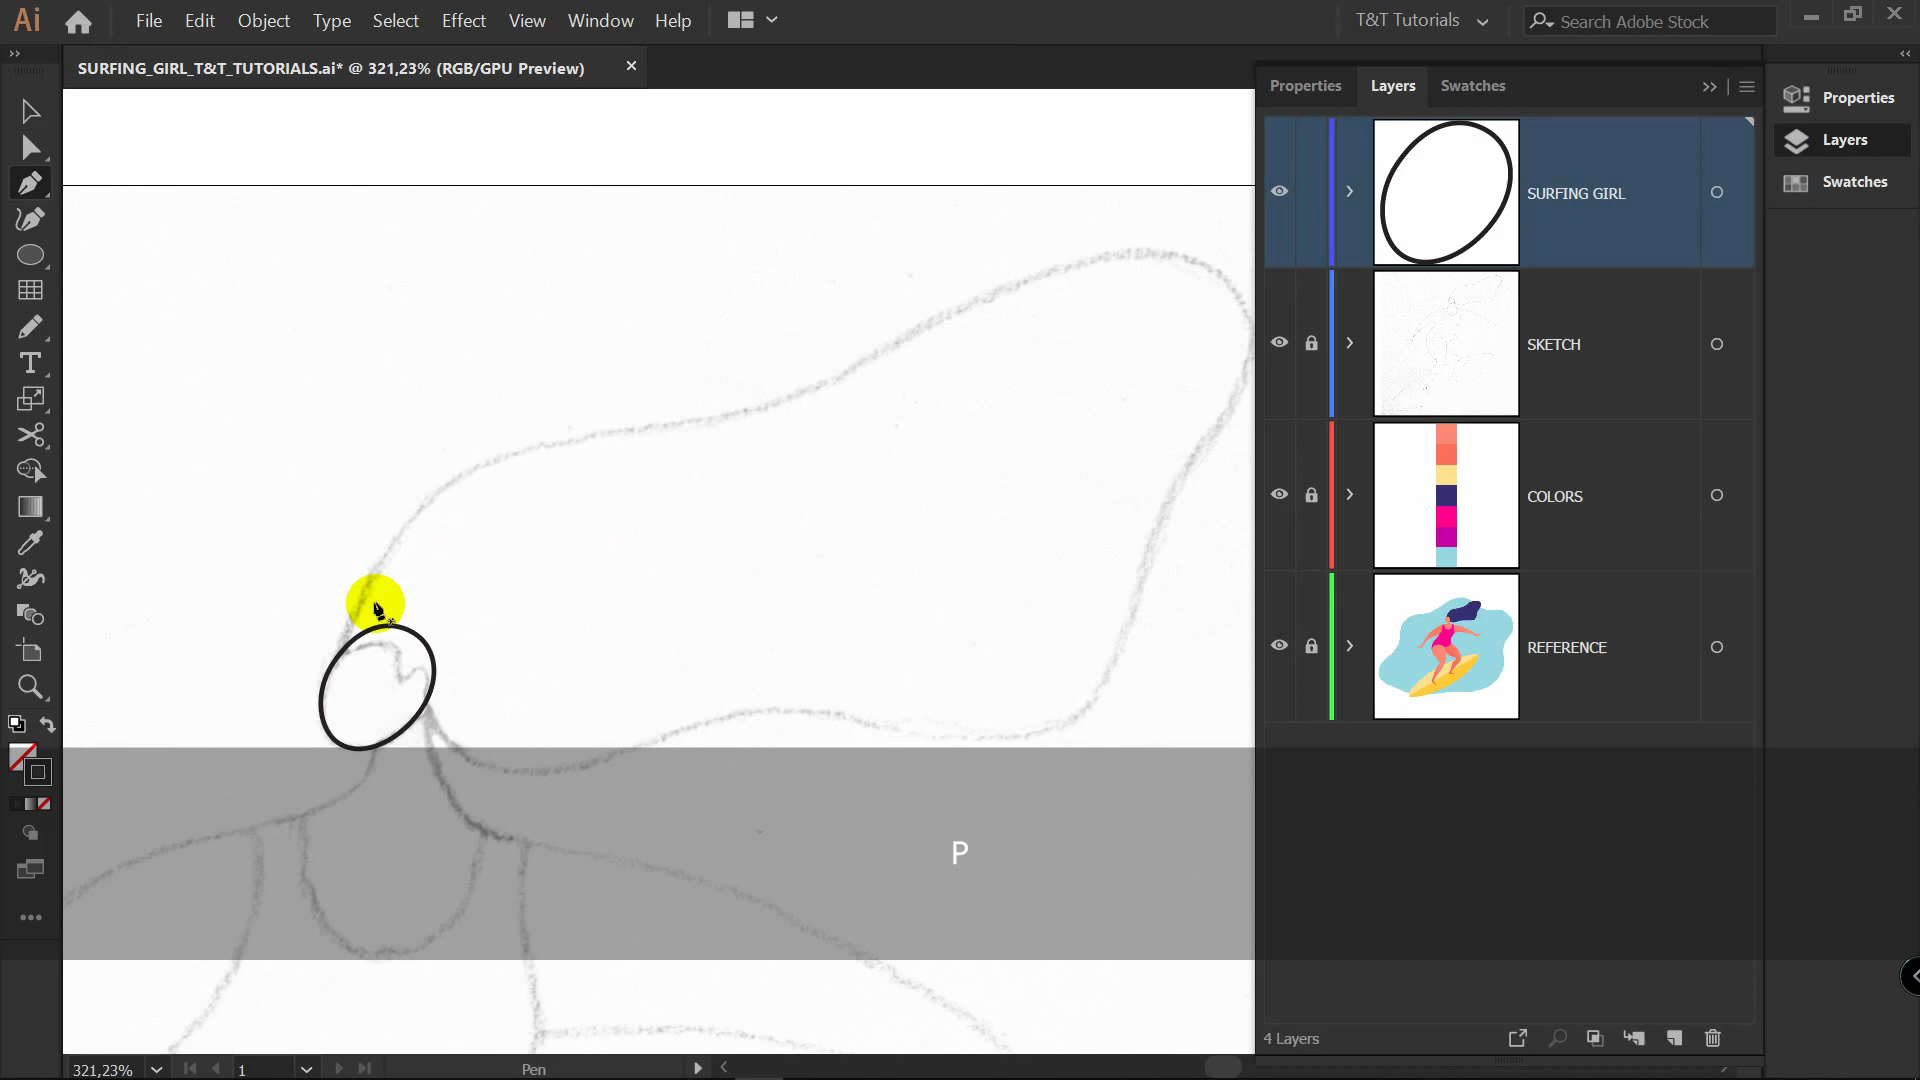 Ai File Edit Object Type Select Effect View Window Help T&T Tutorials Search Adobe Stock
SURFING_GIRL_T&T_TUTORIALS.ai* @ 321,23% (RGB/GPU Preview)
Properties Layers Swatches
Properties
Layers
Swatches
SURFING GIRL
SKETCH
COLORS
REFERENCE
P
4 Layers
321,23% 1 Pen